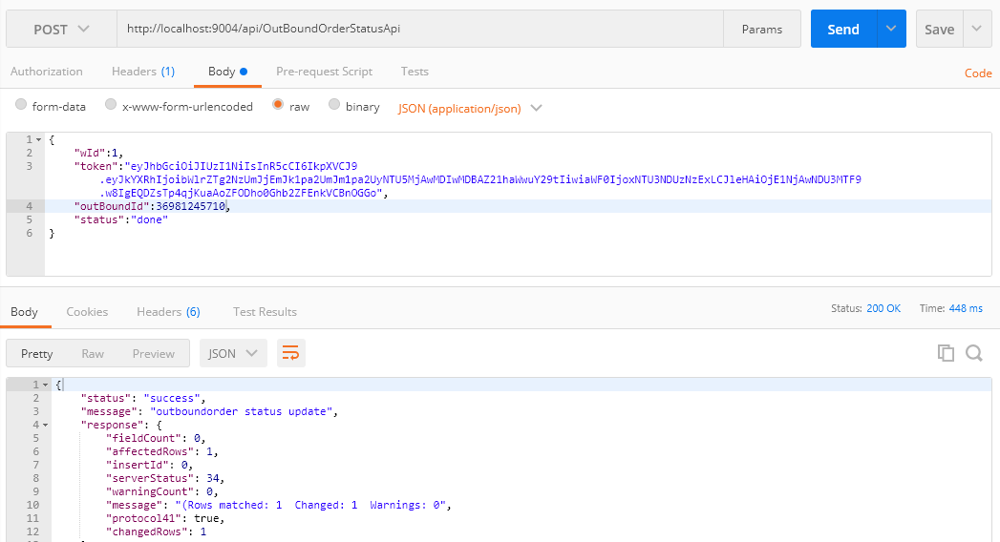 POST http://localhost:9004/api/OutBoundOrderStatusApi Params Send Save
Authorization Headers (1) Body Pre-request Script Tests Code
form-data x-www-form-urlencoded raw binary JSON (application/json)
1 {
2 "wId":1,
3 "token":"eyJhbGciOiJIUzI1NiIsInR5cCI6IkpXVCJ9
.eyJkYXRhIjoibWlrZTg2NzUmJjEmJk1pa2UmJm1pa2UyNTU5MjAwMDIwMDBAZ21haWwuY29tIiwiaWF0IjoxNTU3NDUzNzExLCJleHAiOjE1NjAwNDU3MTF9
.w8IgEQDZsTp4qjKuaAoZFODho0Ghb2ZFEnkVCBnOGGo",
4 "outBoundId":36981245710,
5 "status":"done"
6 }
Body Cookies Headers (6) Test Results Status: 200 OK Time: 448 ms
Pretty Raw Preview JSON
1 {
2 "status": "success",
3 "message": "outboundorder status update",
4 "response": {
5 "fieldCount": 0,
6 "affectedRows": 1,
7 "insertId": 0,
8 "serverStatus": 34,
9 "warningCount": 0,
10 "message": "(Rows matched: 1  Changed: 1  Warnings: 0",
11 "protocol41": true,
12 "changedRows": 1